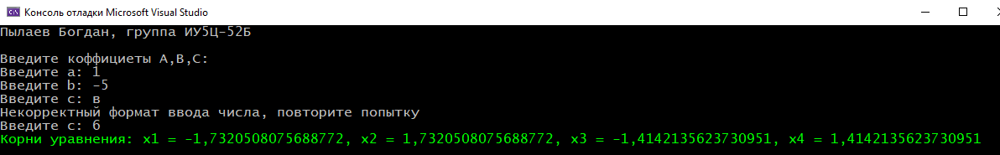 Консоль отладки Microsoft Visual Studio
Пылаев Богдан, группа ИУ5Ц-52Б
Введите коффициеты А,В,С:
Введите a: 1
Введите b: -5
Введите c: в
Некорректный формат ввода числа, повторите попытку
Введите c: 6
Корни уравнения: x1 = -1,7320508075688772, x2 = 1,7320508075688772, x3 = -1,4142135623730951, x4 = 1,4142135623730951